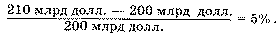 210 млрд долл. — 200 млрд долл.
200 млрд долл.
= 5%